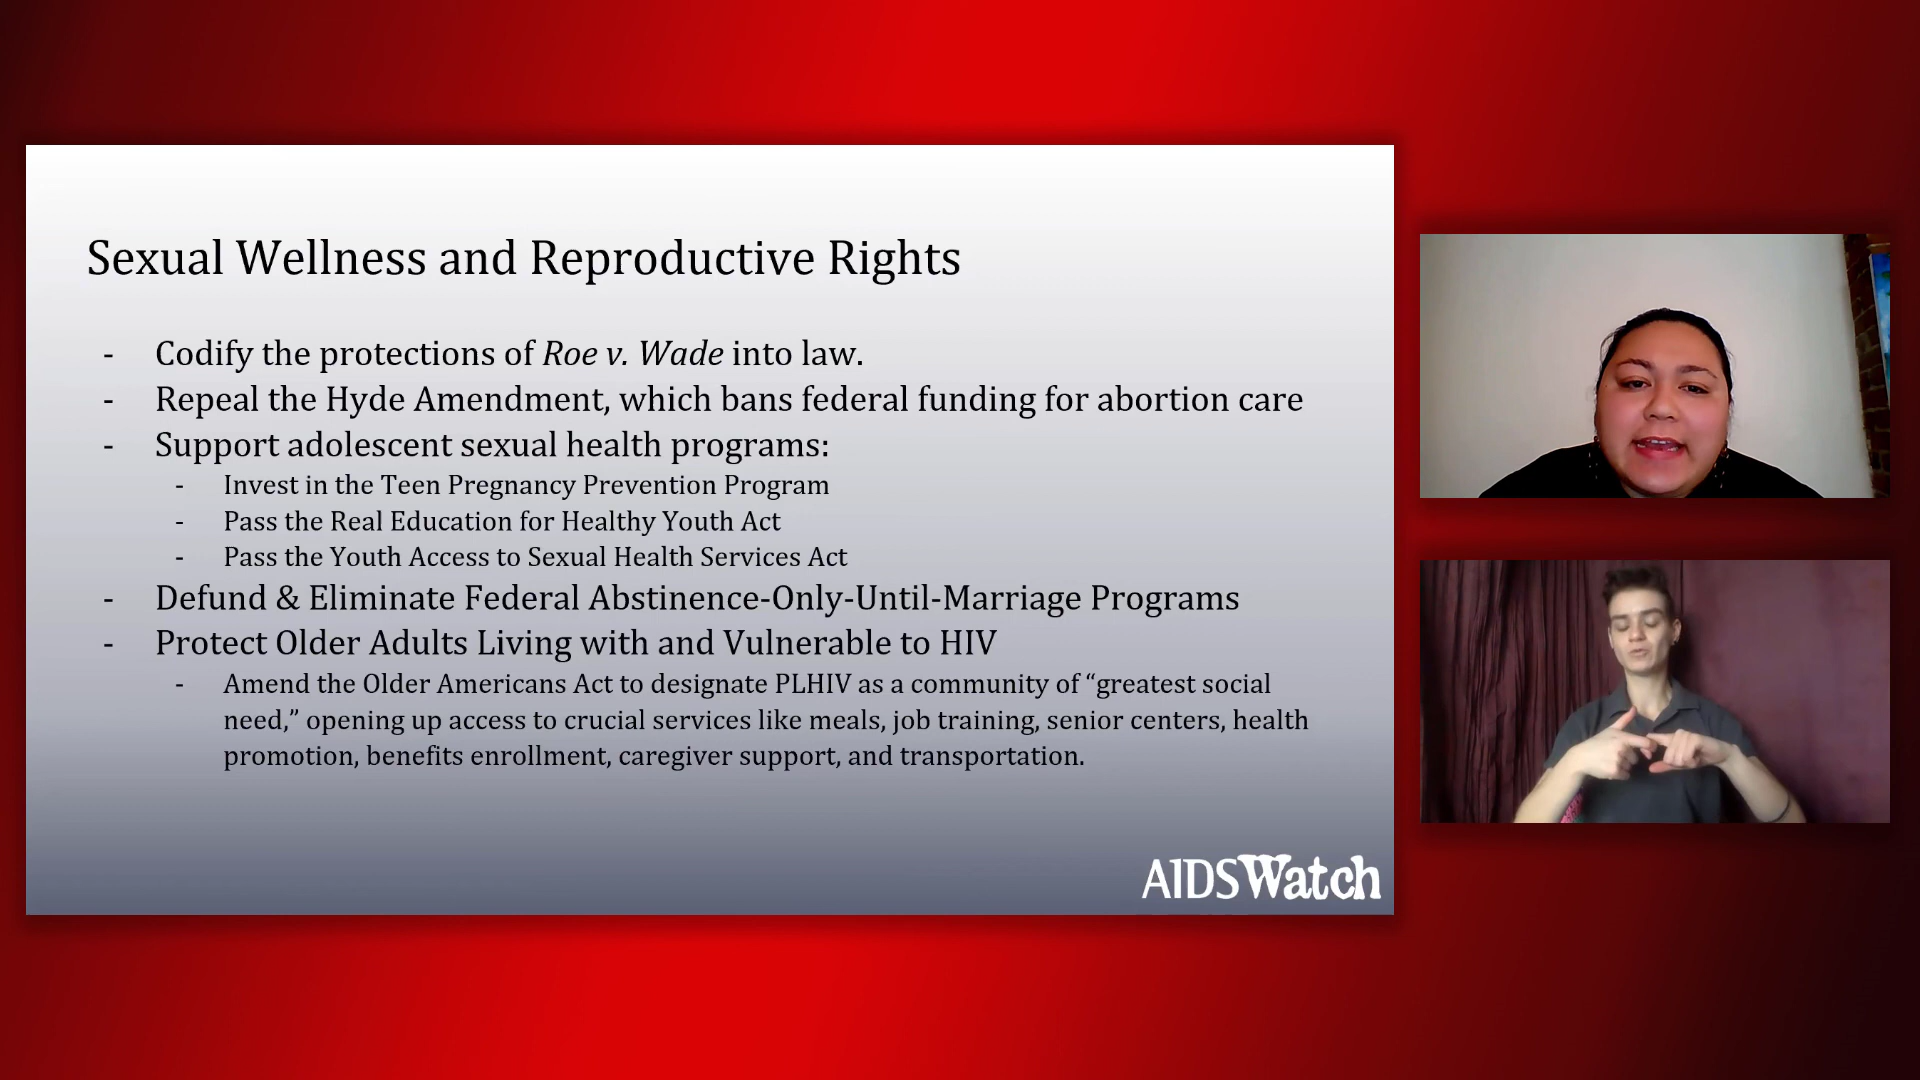 Sexual Wellness and Reproductive Rights
- Codify the protections of Roe v. Wade into law.
- Repeal the Hyde Amendment, which bans federal funding for abortion care
- Support adolescent sexual health programs:
- Invest in the Teen Pregnancy Prevention Program
- Pass the Real Education for Healthy Youth Act
- Pass the Youth Access to Sexual Health Services Act
- Defund & Eliminate Federal Abstinence-Only-Until-Marriage Programs
- Protect Older Adults Living with and Vulnerable to HIV
- Amend the Older Americans Act to designate PLHIV as a community of “greatest social
need,” opening up access to crucial services like meals, job training, senior centers, health
promotion, benefits enrollment, caregiver support, and transportation.
AIDSWatch